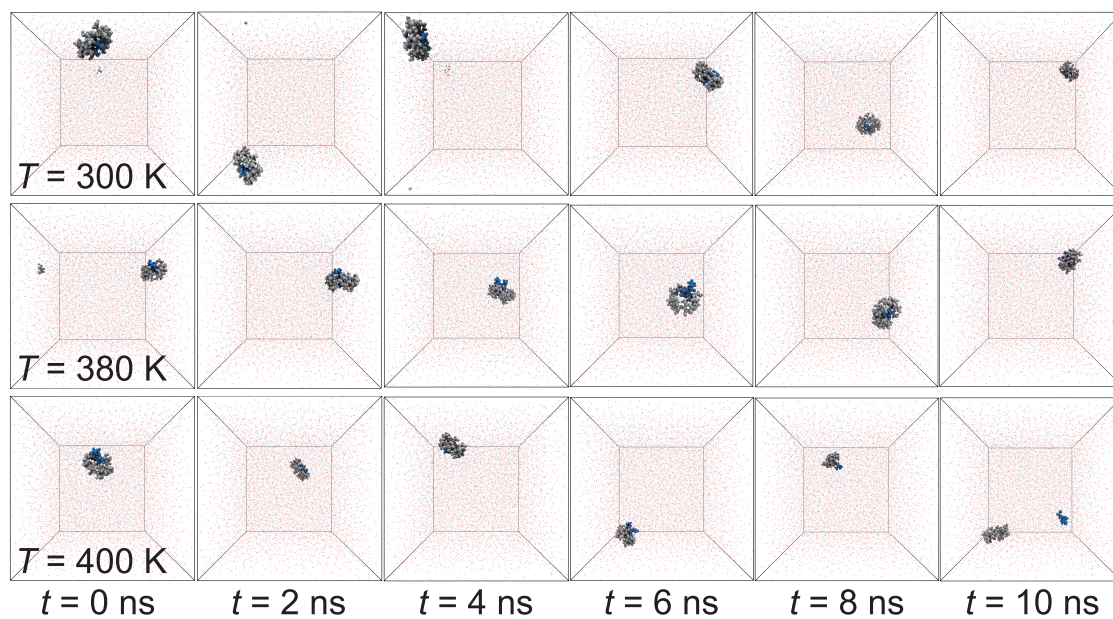 T = 300 K
T = 380 K
T = 400 K
t = 0 ns t = 2 ns t = 4 ns t = 6 ns t = 8 ns t = 10 ns